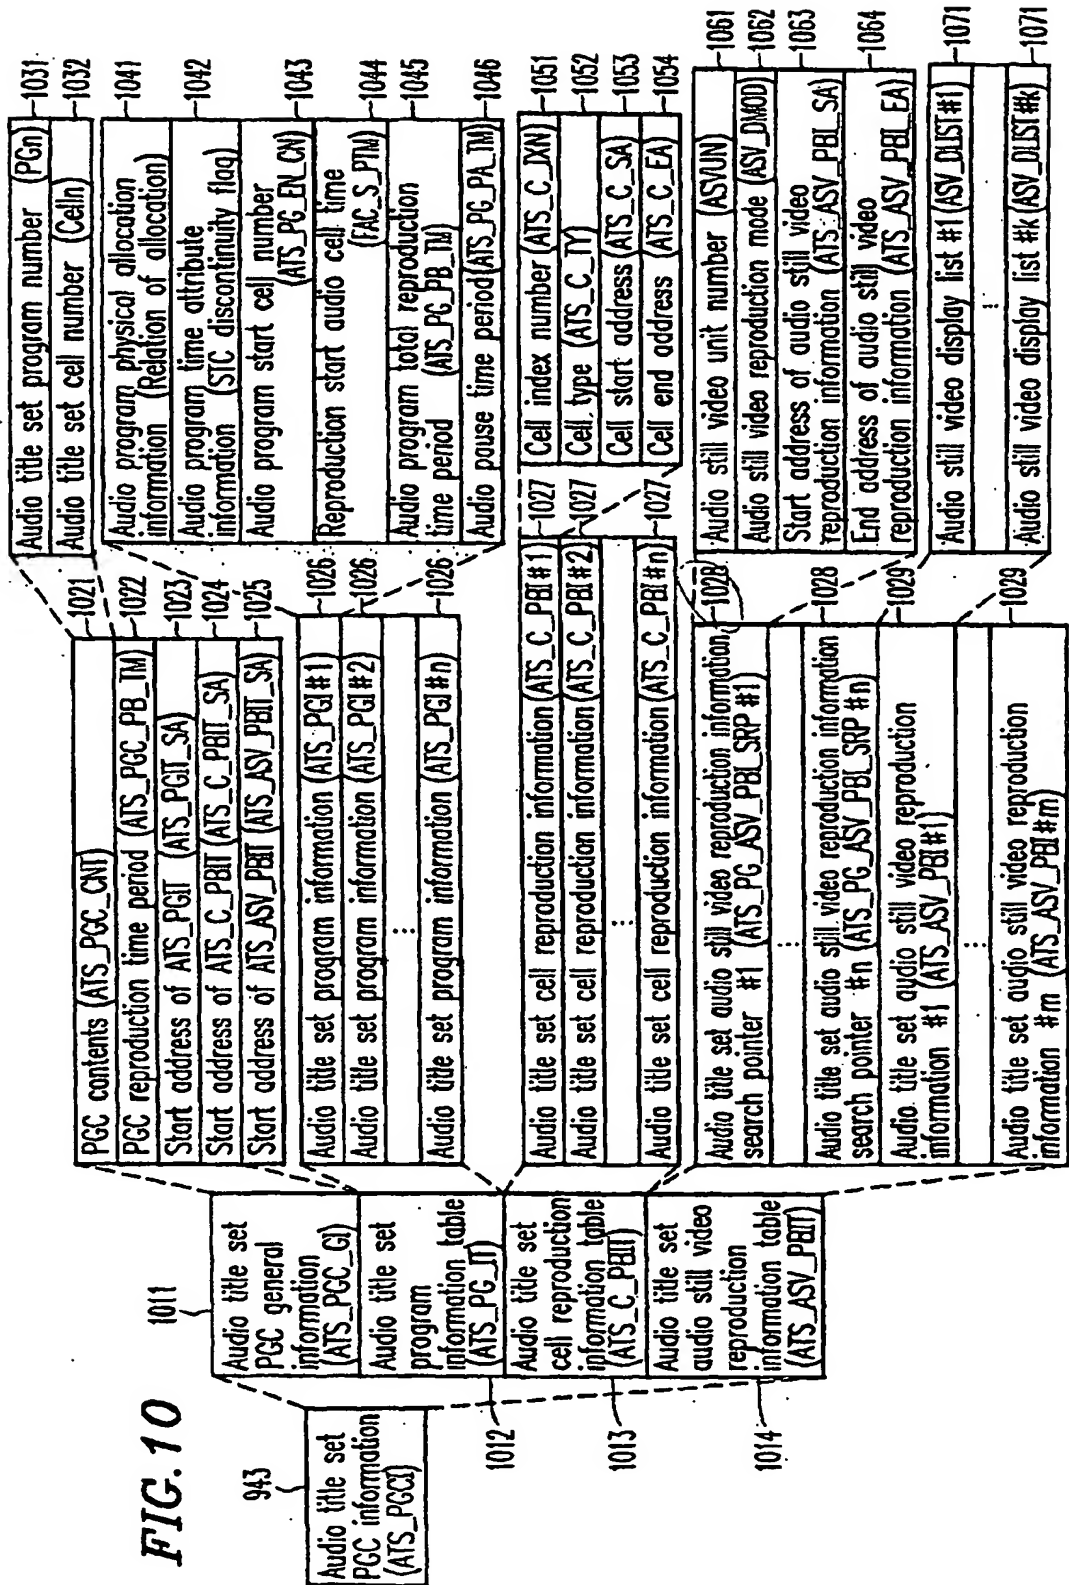 FIG. 10
943
Audio title set
PGC information
(ATS_PGCI)
1011
Audio title set
PGC general
information
(ATS_PGC_GI)
Audio title set
program
information table
(ATS_PG_IT)
1012
Audio title set
cell reproduction
information table
(ATS_C_PBIT)
1013
Audio title set
audio still video
reproduction
information table
(ATS_ASV_PBIT)
1014
PGC contents (ATS_PGC_CNT)
1021
PGC reproduction time period (ATS_PGC_PB_TM)
1022
Start address of ATS_PGIT (ATS_PGIT_SA)
1023
Start address of ATS_C_PBIT (ATS_C_PBIT_SA)
1024
Start address of ATS_ASV_PBIT (ATS_ASV_PBIT_SA)
1025
Audio title set program information (ATS_PGI #1)
1026
Audio title set program information (ATS_PGI #2)
1026
⋮
Audio title set program information (ATS_PGI #n)
1026
Audio title set cell reproduction information (ATS_C_PBI #1)
1027
Audio title set cell reproduction information (ATS_C_PBI #2)
1027
⋮
Audio title set cell reproduction information (ATS_C_PBI #n)
1027
Audio title set audio still video reproduction information
search pointer #1 (ATS_PG_ASV_PBI_SRP #1)
1028
⋮
Audio title set audio still video reproduction information
search pointer #n (ATS_PG_ASV_PBI_SRP #n)
1028
Audio title set audio still video reproduction
information #1 (ATS_ASV_PBI #1)
1029
⋮
Audio title set audio still video reproduction
information #m (ATS_ASV_PBI #m)
1029
Audio title set program number (PGn)
1031
Audio title set cell number (Celln)
1032
Audio program physical allocation
information (Relation of allocation)
1041
Audio program time attribute
information (STC discontinuity flag)
1042
Audio program start cell number
(ATS_PG_EN_CN)
1043
Reproduction start audio cell time
(FAC_S_PTM)
1044
Audio program total reproduction
time period (ATS_PG_PB_TM)
1045
Audio pause time period (ATS_PG_PA_TM)
1046
Cell index number (ATS_C_IXN)
1051
Cell type (ATS_C_TY)
1052
Cell start address (ATS_C_SA)
1053
Cell end address (ATS_C_EA)
1054
Audio still video unit number (ASVUN)
1061
Audio still video reproduction mode (ASV_DMOD)
1062
Start address of audio still video
reproduction information (ATS_ASV_PBI_SA)
1063
End address of audio still video
reproduction information (ATS_ASV_PBI_EA)
1064
Audio still video display list #1 (ASV_DLIST #1)
1071
⋮
Audio still video display list #k (ASV_DLIST #k)
1071